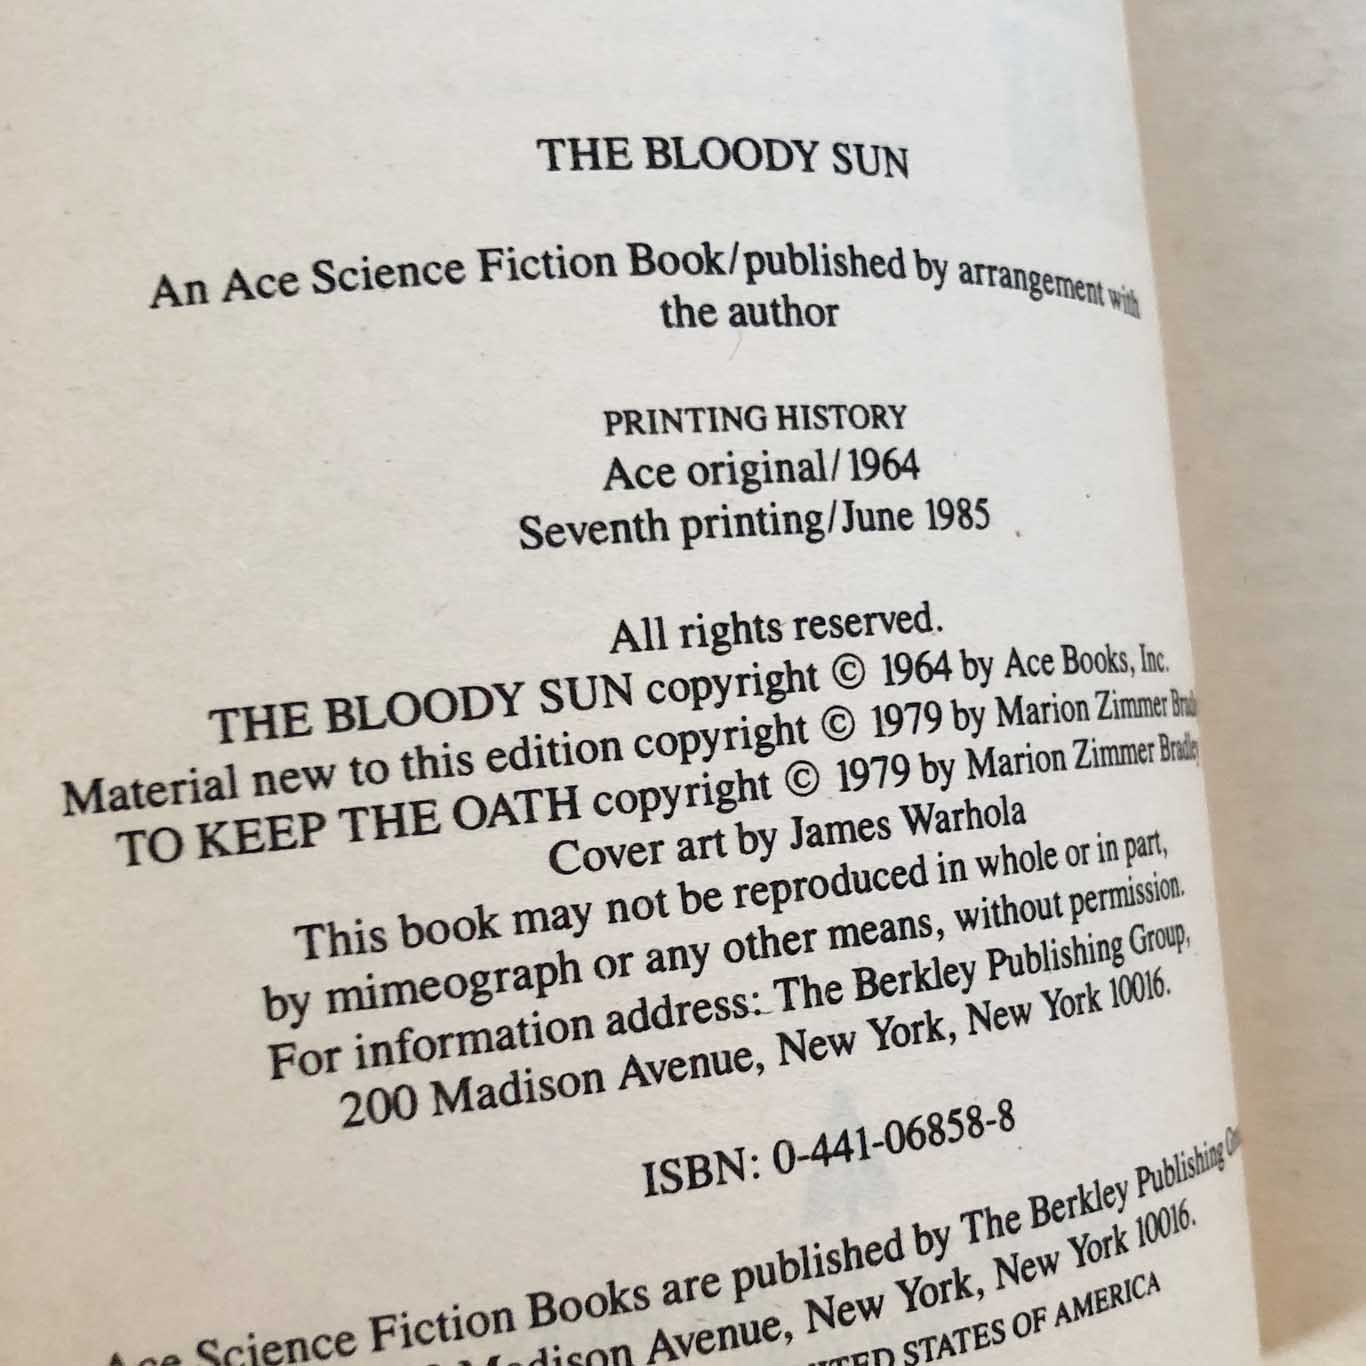 THE BLOODY SUN
An Ace Science Fiction Book/published by arrangement with
the author
PRINTING HISTORY
Ace original/1964
Seventh printing/June 1985
All rights reserved.
THE BLOODY SUN copyright © 1964 by Ace Books, Inc.
Material new to this edition copyright © 1979 by Marion Zimmer
TO KEEP THE OATH copyright © 1979 by Marion Zimmer Bradley
Cover art by James Warhola
This book may not be reproduced in whole or in part,
by mimeograph or any other means, without permission.
For information address: The Berkley Publishing Group,
200 Madison Avenue, New York, New York 10016.
ISBN: 0-441-06858-8
Ace Science Fiction Books are published by The Berkley Publishing
Madison Avenue, New York, New York 10016.
STATES OF AMERICA